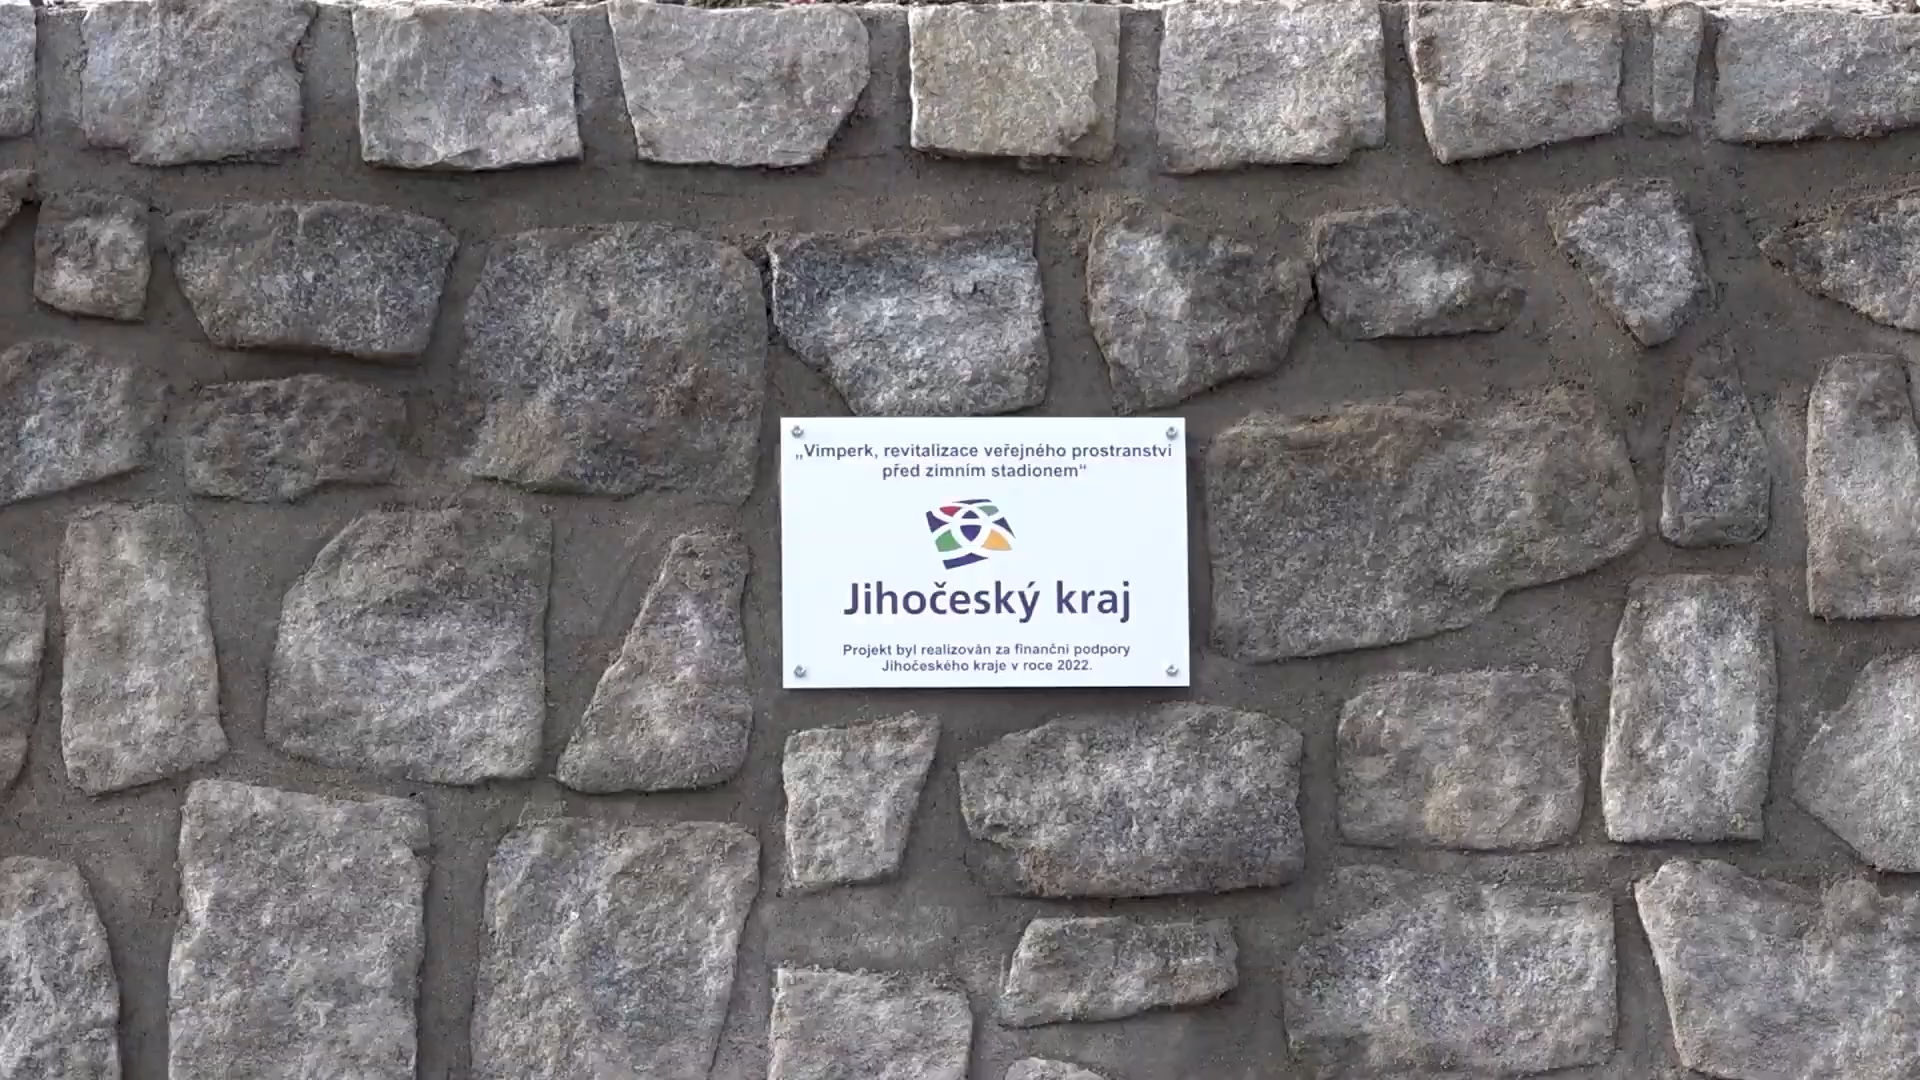 „Vimperk, revitalizace veřejného prostranství
před zimním stadionem“
Jihočeský kraj
Projekt byl realizován za finanční podpory
Jihočeského kraje v roce 2022.